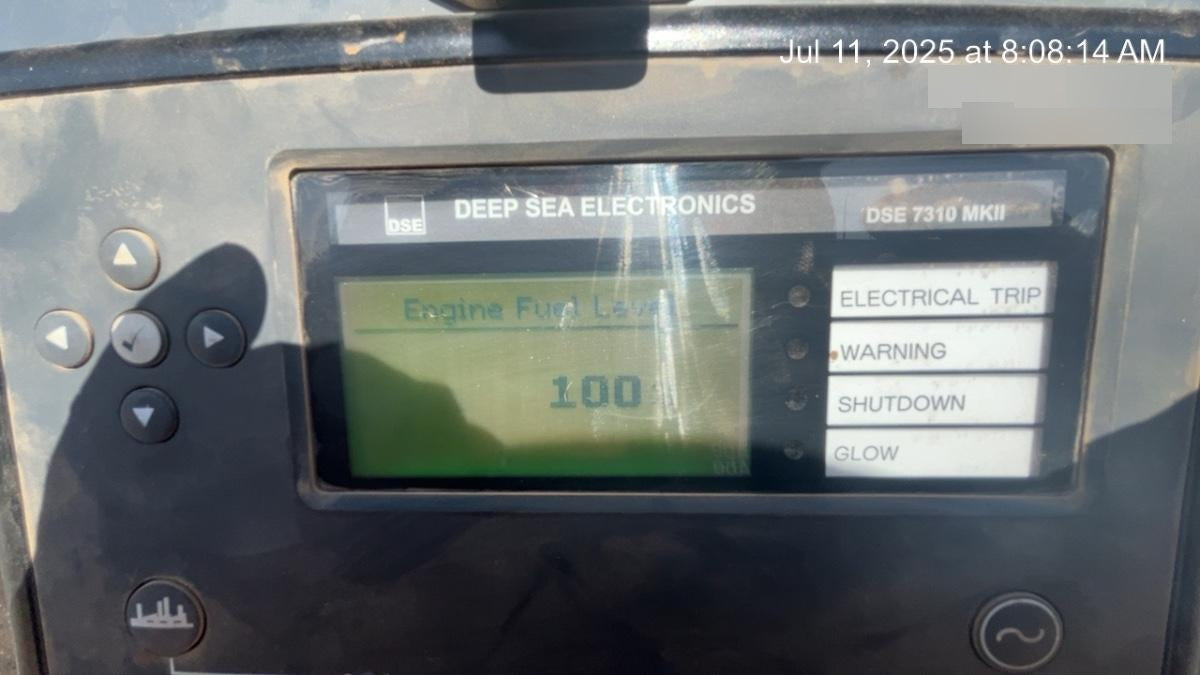 Jul 11, 2025 at 8:08:14 AM
DSE
DEEP SEA ELECTRONICS
DSE 7310 MKII
Engine Fuel Level
100
ELECTRICAL TRIP
WARNING
SHUTDOWN
GLOW